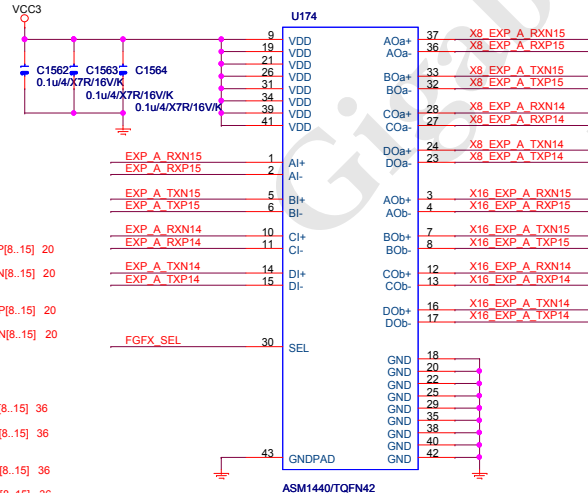 VCC3
U174
9 VDD AOa+ 37 X8_EXP_A_RXN15
19 VDD AOa- 36 X8_EXP_A_RXP15
21 VDD
26 VDD BOa+ 33 X8_EXP_A_TXN15
31 VDD BOa- 32 X8_EXP_A_TXP15
34 VDD
39 VDD COa+ 28 X8_EXP_A_RXN14
41 VDD COa- 27 X8_EXP_A_RXP14
C1562 C1563 C1564
0.1u/4/X7R/16V/K
0.1u/4/X7R/16V/K
0.1u/4/X7R/16V/K
DOa+ 24 X8_EXP_A_TXN14
EXP_A_RXN15 1 AI+ DOa- 23 X8_EXP_A_TXP14
EXP_A_RXP15 2 AI-
EXP_A_TXN15 5 BI+ AOb+ 3 X16_EXP_A_RXN15
EXP_A_TXP15 6 BI- AOb- 4 X16_EXP_A_RXP15
EXP_A_RXN14 10 CI+ BOb+ 7 X16_EXP_A_TXN15
EXP_A_RXP14 11 CI- BOb- 8 X16_EXP_A_TXP15
P[8..15] 20
EXP_A_TXN14 14 DI+ COb+ 12 X16_EXP_A_RXN14
EXP_A_TXP14 15 DI- COb- 13 X16_EXP_A_RXP14
N[8..15] 20
P[8..15] 20
DOb+ 16 X16_EXP_A_TXN14
DOb- 17 X16_EXP_A_TXP14
N[8..15] 20
FGFX_SEL 30 SEL
GND 18
GND 20
GND 22
GND 25
GND 29
GND 35
GND 38
GND 40
43 GNDPAD GND 42
[8..15] 36
[8..15] 36
[8..15] 36
ASM1440/TQFN42